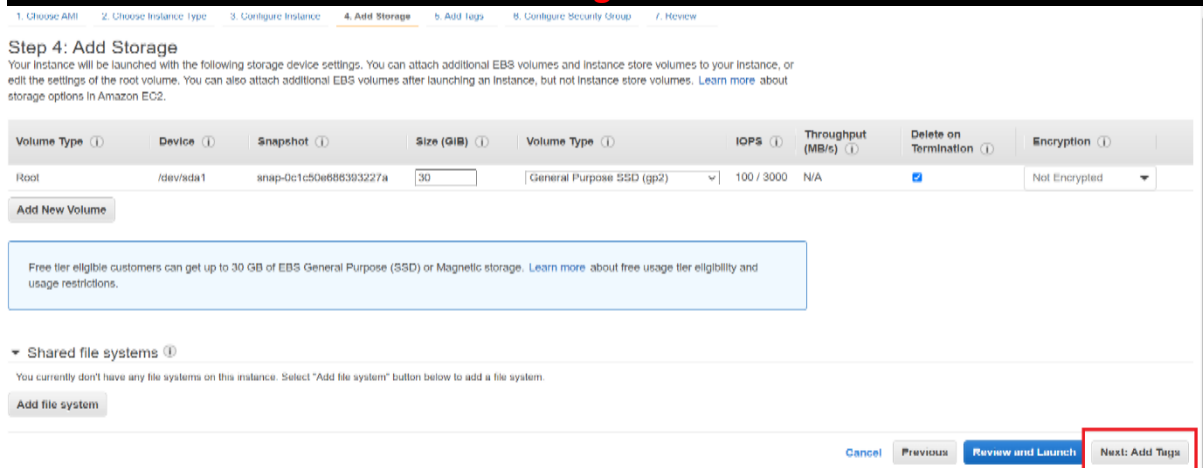 1. Choose AMI 2. Choose Instance Type 3. Configure Instance 4. Add Storage 5. Add Tags 6. Configure Security Group 7. Review
Step 4: Add Storage
Your instance will be launched with the following storage device settings. You can attach additional EBS volumes and instance store volumes to your instance, or
edit the settings of the root volume. You can also attach additional EBS volumes after launching an instance, but not instance store volumes. Learn more about
storage options in Amazon EC2.
Volume Type Device Snapshot Size (GiB) Volume Type IOPS Throughput (MB/s) Delete on Termination Encryption
Root /dev/sda1 snap-0c1c50e686393227a 30 General Purpose SSD (gp2) 100 / 3000 N/A Not Encrypted
Add New Volume
Free tier eligible customers can get up to 30 GB of EBS General Purpose (SSD) or Magnetic storage. Learn more about free usage tier eligibility and
usage restrictions.
Shared file systems
You currently don't have any file systems on this instance. Select "Add file system" button below to add a file system.
Add file system
Cancel Previous Review and Launch Next: Add Tags